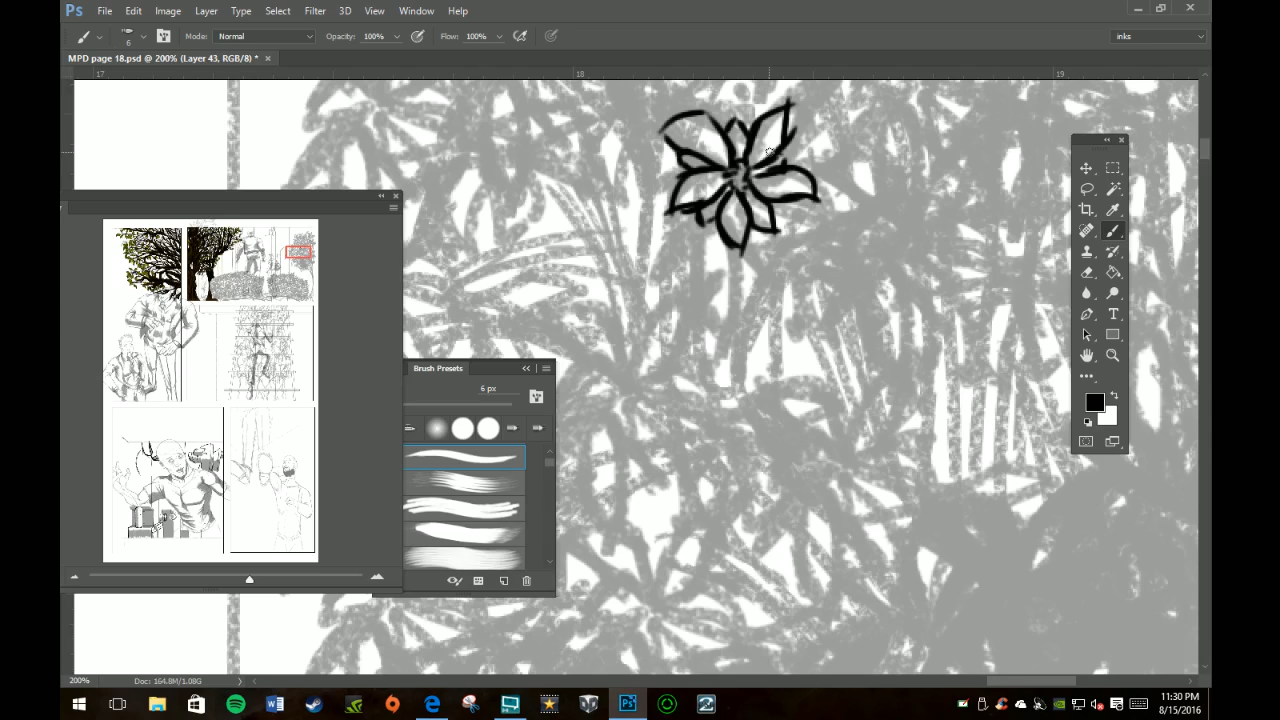 Ps File Edit Image Layer Type Select Filter 3D View Window Help
6 Mode: Normal Opacity: 100% Flow: 100% inks
MPD page 18.psd @ 200% (Layer 43, RGB/8) * ×
17 18 19
Brush Presets
6 px
T
200% Doc: 164.8M/1.08G
Ps
11:30 PM
8/15/2016